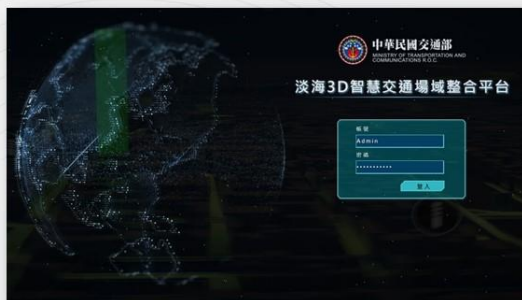 中華民國交通部
MINISTRY OF TRANSPORTATION AND
COMMUNICATIONS R.O.C.
淡海3D智慧交通場域整合平台
帳號
Admin
密碼
***********
登入